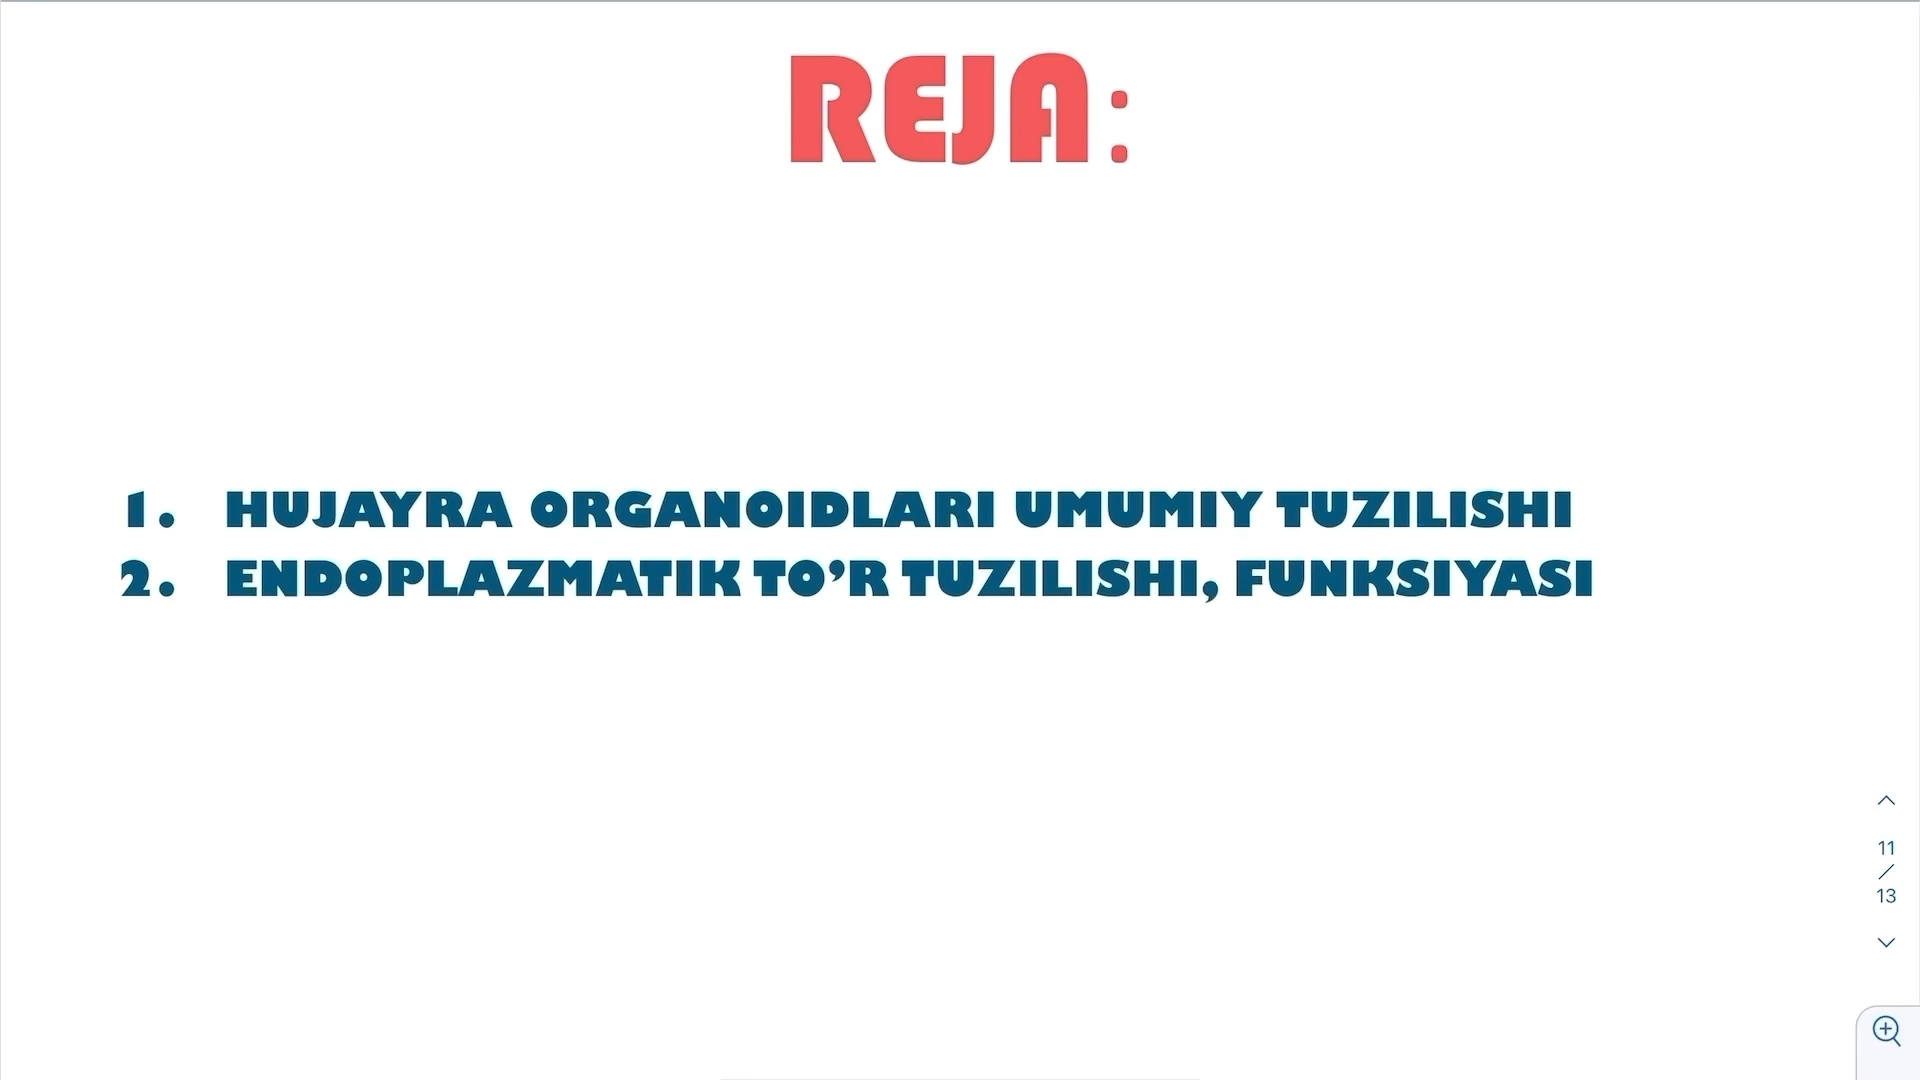 REJA:
1. HUJAYRA ORGANOIDLARI UMUMIY TUZILISHI
2. ENDOPLAZMATIK TO’R TUZILISHI, FUNKSIYASI
11
/
13